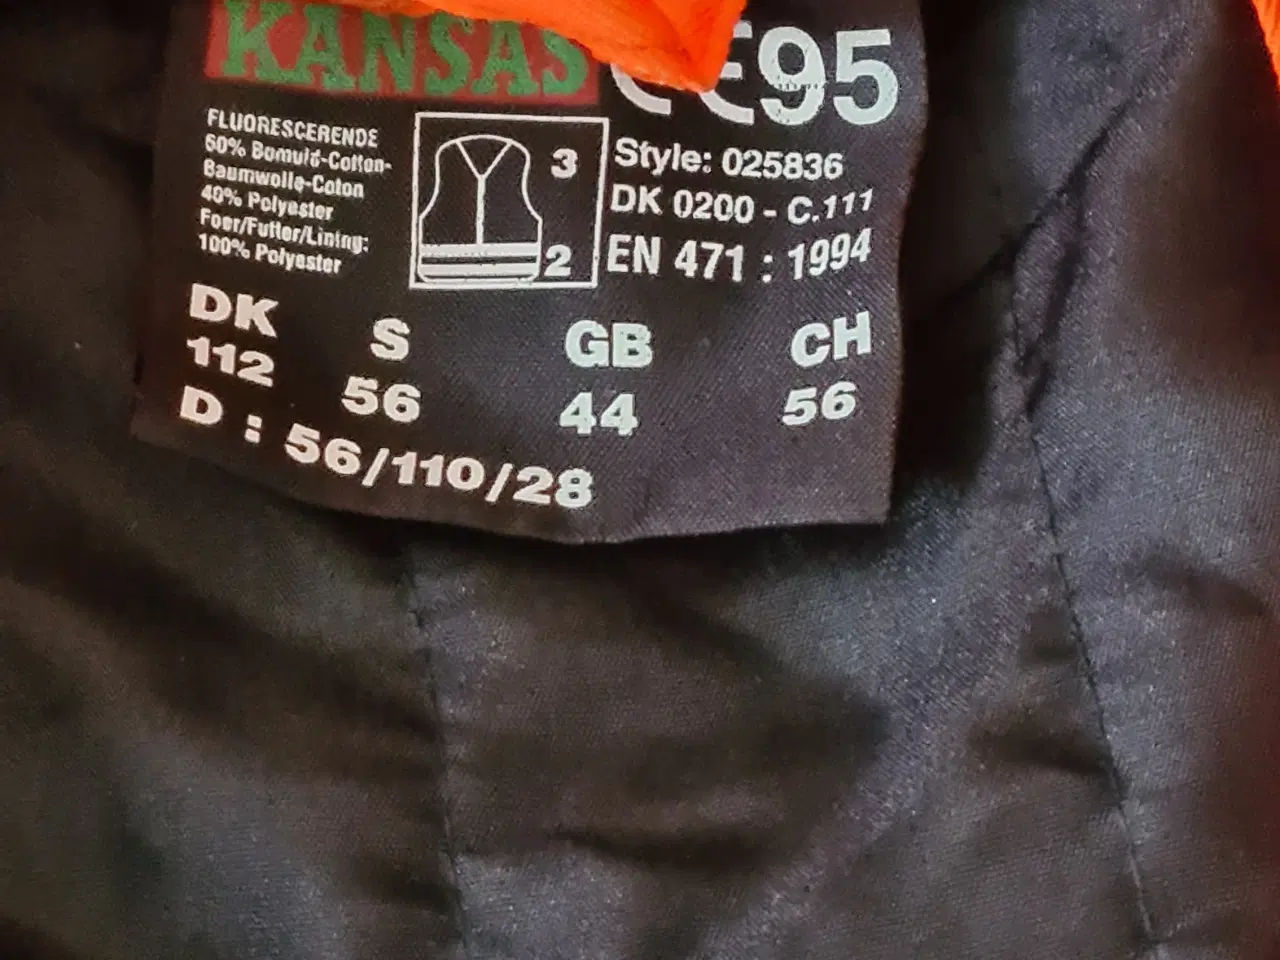 KANSAS
CE95
FLUORESCERENDE
60% Bomuld-Cotton-
Baumwolle-Coton
40% Polyester
Foer/Futter/Lining:
100% Polyester
3
2
Style: 025836
DK 0200 - C.111
EN 471 : 1994
DK S GB CH
112 56 44 56
D : 56/110/28